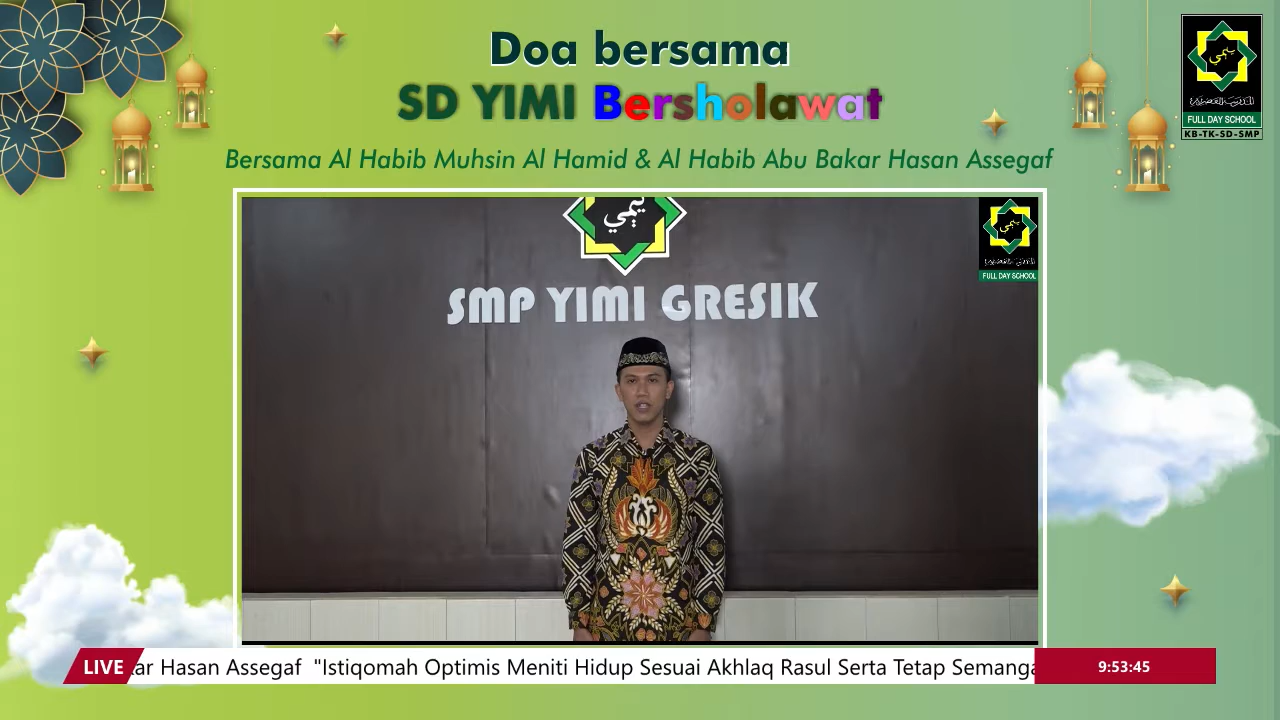 Doa bersama
SD YIMI Bersholawat
Bersama Al Habib Muhsin Al Hamid & Al Habib Abu Bakar Hasan Assegaf
FULL DAY SCHOOL
KB-TK-SD-SMP
يمي
يمي
FULL DAY SCHOOL
SMP YIMI GRESIK
LIVE
ar Hasan Assegaf "Istiqomah Optimis Meniti Hidup Sesuai Akhlaq Rasul Serta Tetap Semanga
9:53:45